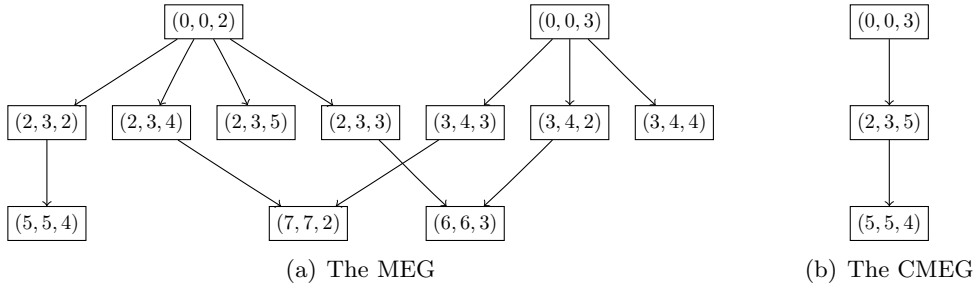 (0, 0, 2) (0, 0, 3) (0, 0, 3)
(2, 3, 2) (2, 3, 4) (2, 3, 5) (2, 3, 3) (3, 4, 3) (3, 4, 2) (3, 4, 4) (2, 3, 5)
(5, 5, 4) (7, 7, 2) (6, 6, 3) (5, 5, 4)
(a) The MEG (b) The CMEG